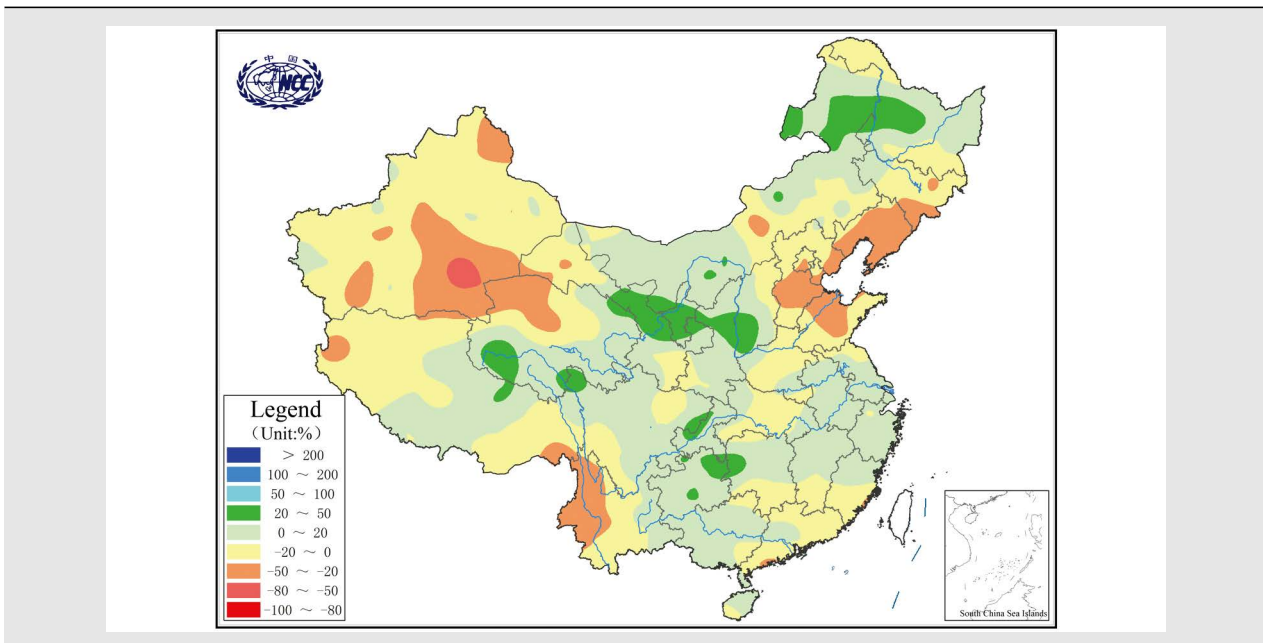 中 国
NCC
Legend
(Unit:%)
> 200
100 ~ 200
50 ~ 100
20 ~ 50
0 ~ 20
-20 ~ 0
-50 ~ -20
-80 ~ -50
-100 ~ -80
South China Sea Islands